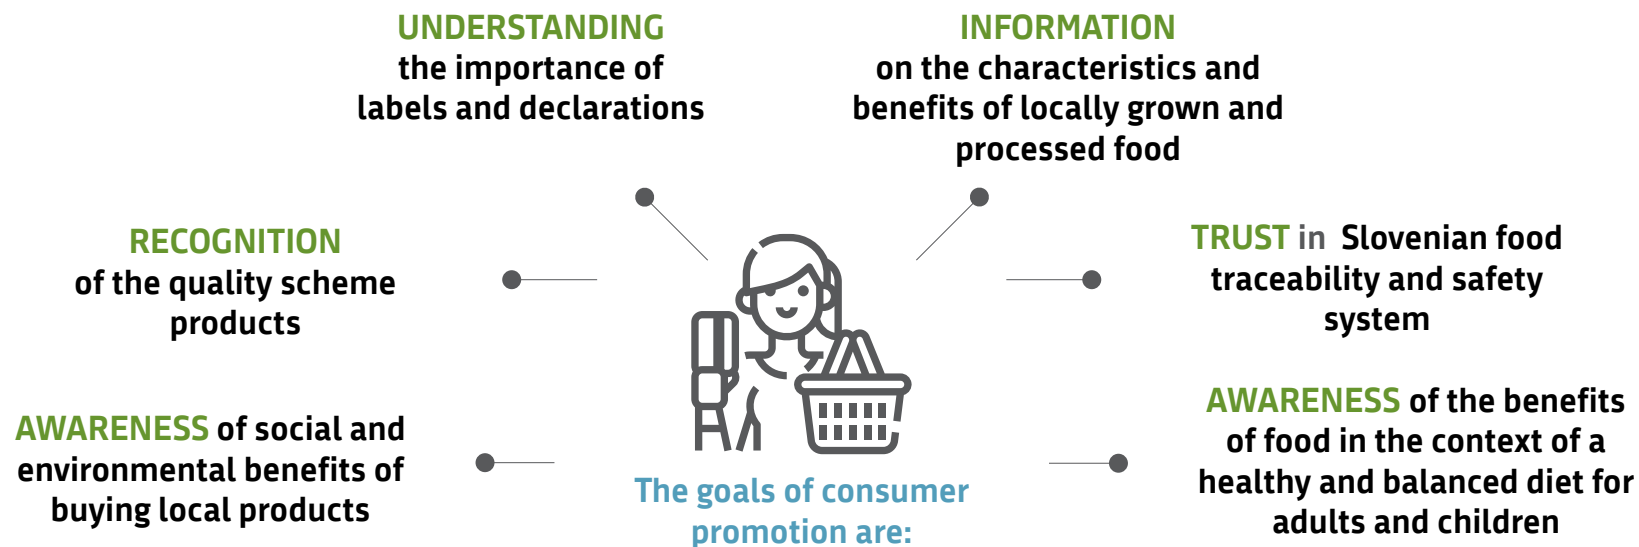 UNDERSTANDING
the importance of
labels and declarations
INFORMATION
on the characteristics and
benefits of locally grown and
processed food
RECOGNITION
of the quality scheme
products
TRUST in Slovenian food
traceability and safety
system
AWARENESS of social and
environmental benefits of
buying local products
AWARENESS of the benefits
of food in the context of a
healthy and balanced diet for
adults and children
The goals of consumer
promotion are: